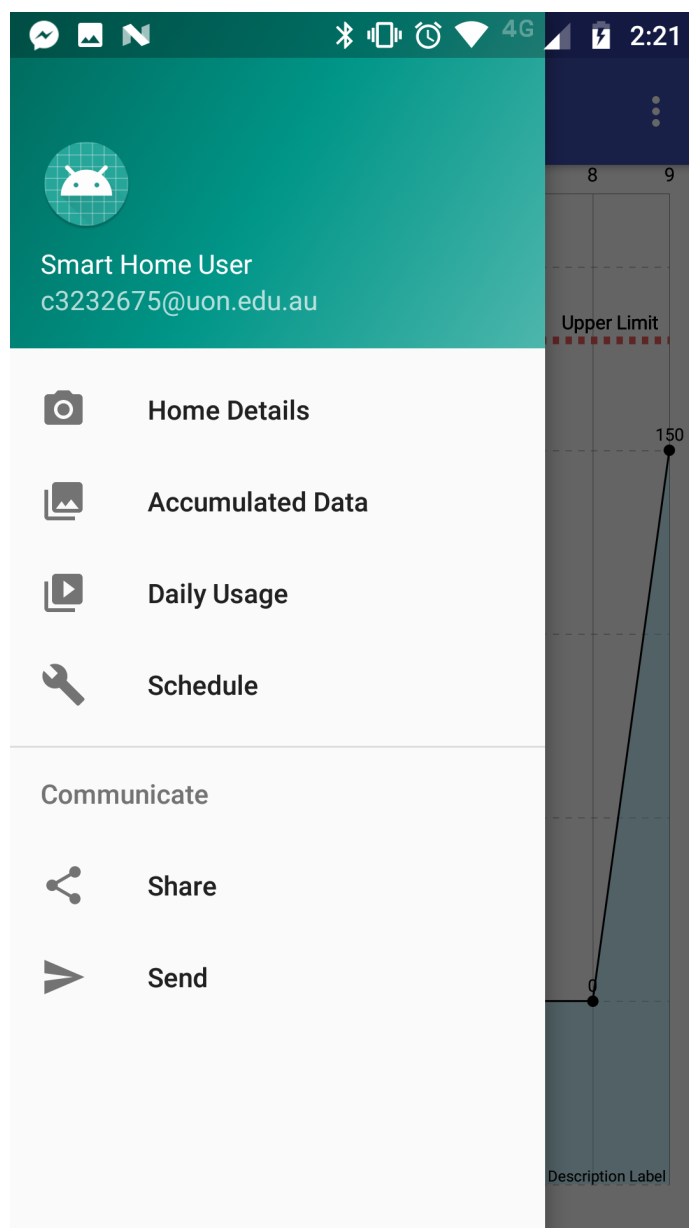 4G 2:21
8 9
Smart Home User
c3232675@uon.edu.au
Upper Limit
Home Details
150
Accumulated Data
Daily Usage
Schedule
Communicate
Share
Send
0
Description Label